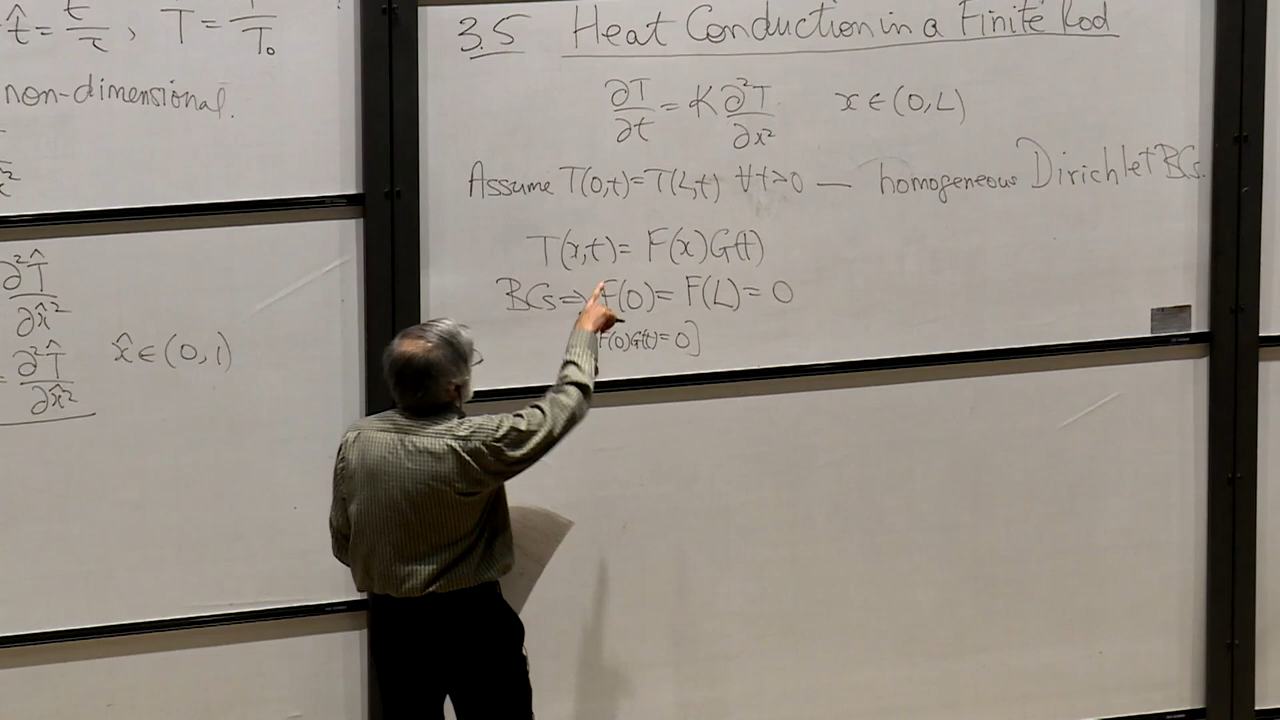 t̂ = t/τ, T̂ = T/T₀
non-dimensional.
∂²T̂/∂x̂²
∂²T̂/∂x̂² x̂ ∈ (0,1)
3.5 Heat Conduction in a Finite Rod
∂T/∂t = K ∂²T/∂x² x ∈ (0,L)
Assume T(0,t)=T(L,t) ∀t>0 — homogeneous Dirichlet BCs.
T(x,t)= F(x)G(t)
BCs ⇒ F(0)= F(L)= 0
F(0)G(t)=0]